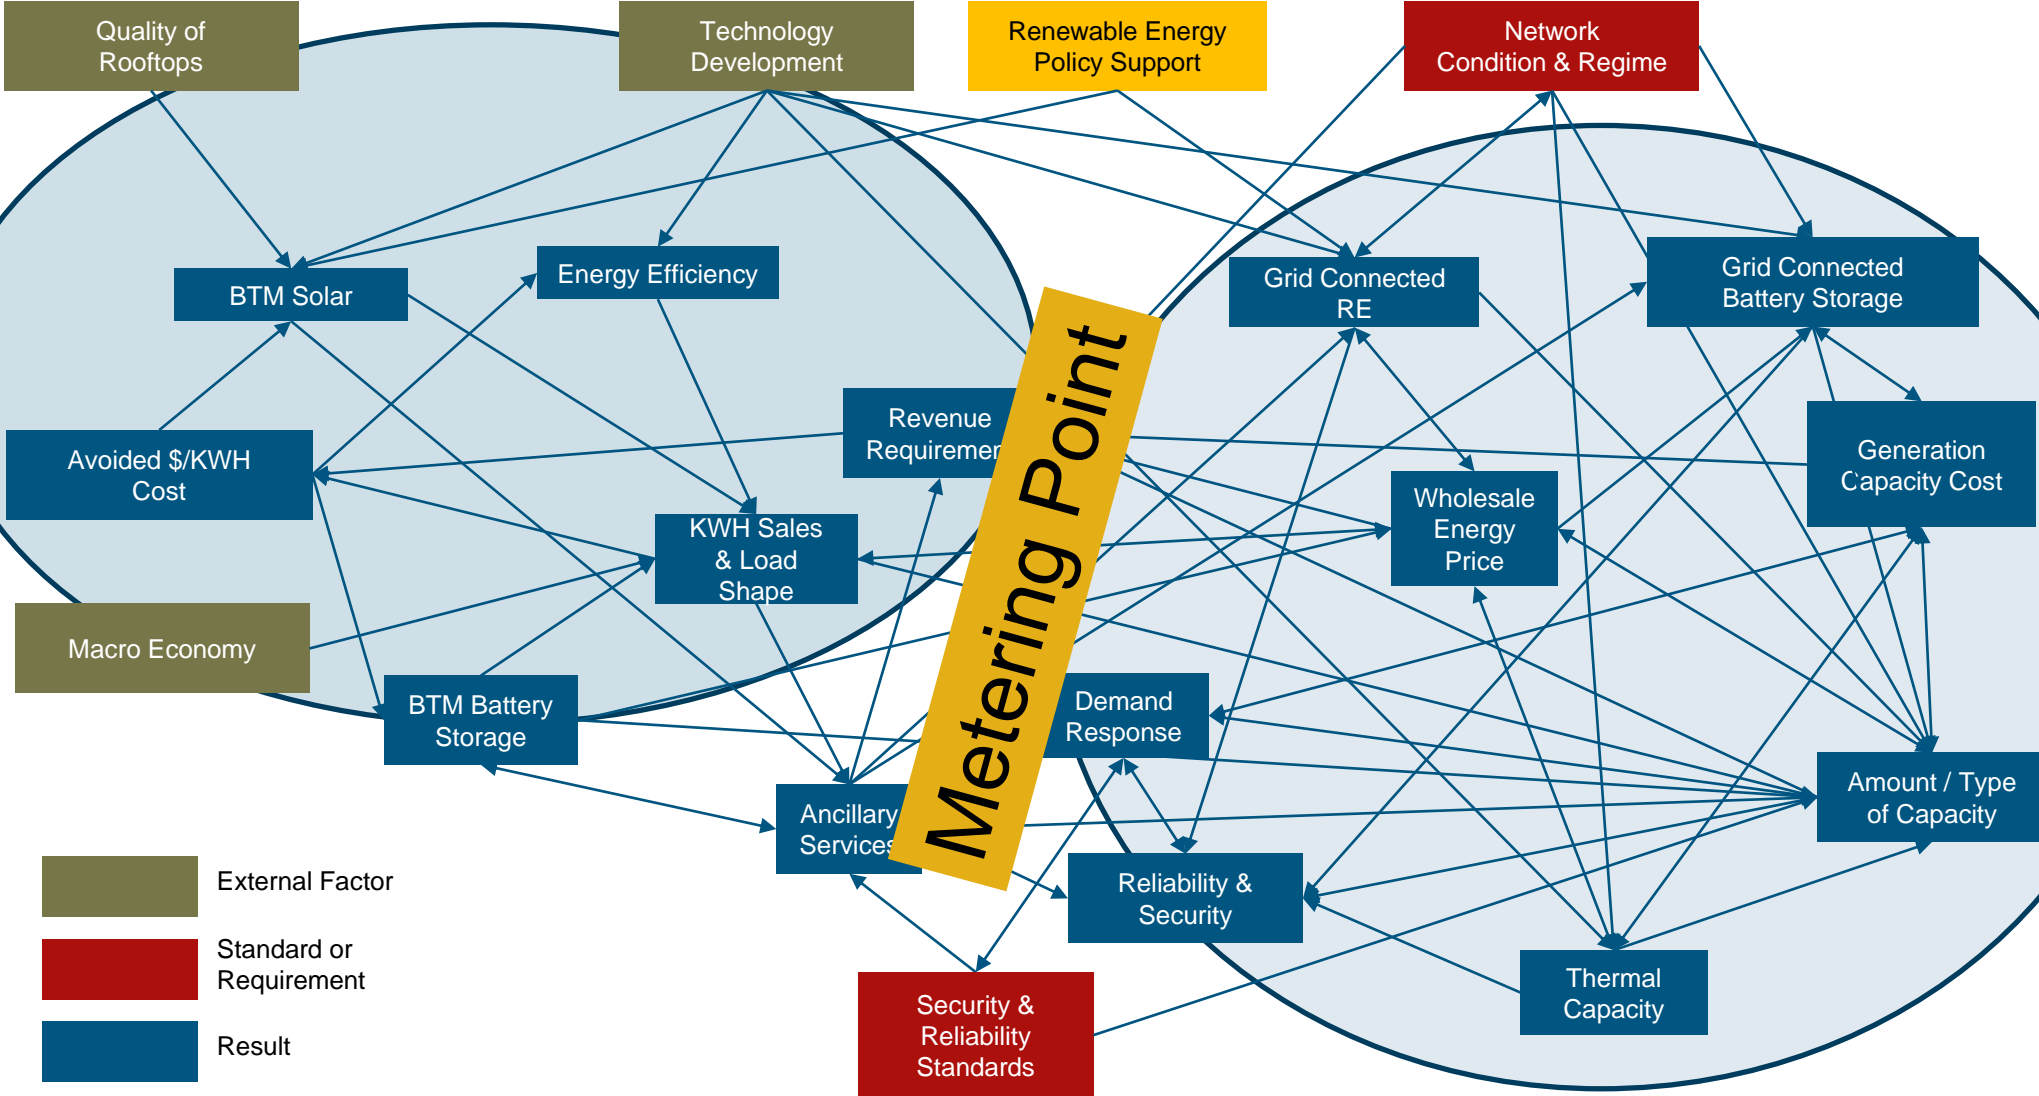 Quality of
Rooftops
Technology
Development
Renewable Energy
Policy Support
Network
Condition & Regime
BTM Solar
Energy Efficiency
Grid Connected
RE
Grid Connected
Battery Storage
Avoided $/KWH
Cost
Revenue
Requirement
Metering Point
Generation
Capacity Cost
KWH Sales
& Load
Shape
Wholesale
Energy
Price
Macro Economy
BTM Battery
Storage
Demand
Response
Amount / Type
of Capacity
Ancillary
Services
Reliability &
Security
Thermal
Capacity
Security &
Reliability
Standards
External Factor
Standard or
Requirement
Result